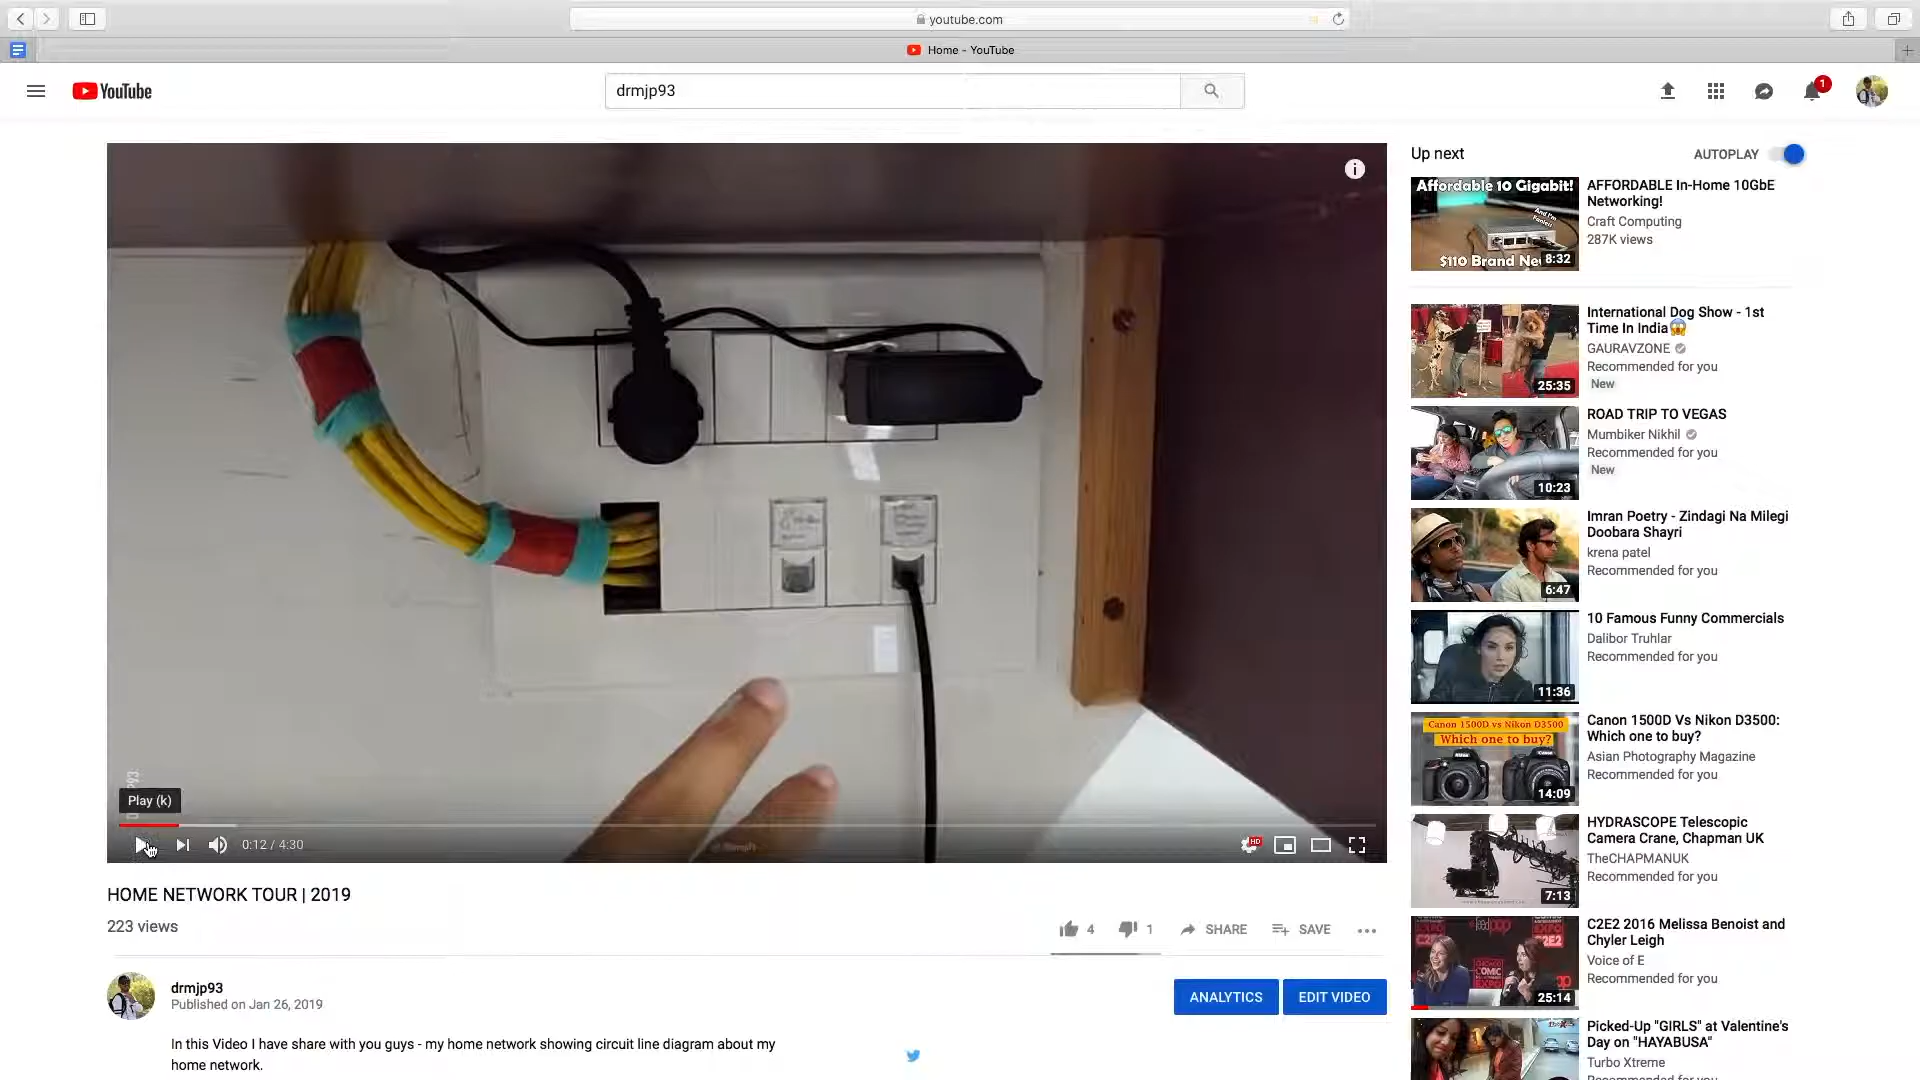 youtube.com
Home - YouTube
YouTube
drmjp93
1
Up next
AUTOPLAY
Affordable 10 Gigabit!
And I'm Fanless!
$110 Brand Ne
8:32
AFFORDABLE In-Home 10GbE
Networking!
Craft Computing
287K views
25:35
International Dog Show - 1st
Time In India😱
GAURAVZONE
Recommended for you
New
10:23
ROAD TRIP TO VEGAS
Mumbiker Nikhil
Recommended for you
New
6:47
Imran Poetry - Zindagi Na Milegi
Doobara Shayri
krena patel
Recommended for you
11:36
10 Famous Funny Commercials
Dalibor Truhlar
Recommended for you
Canon 1500D vs Nikon D3500
Which one to buy?
14:09
Canon 1500D Vs Nikon D3500:
Which one to buy?
Asian Photography Magazine
Recommended for you
7:13
HYDRASCOPE Telescopic
Camera Crane, Chapman UK
TheCHAPMANUK
Recommended for you
C2E2
25:14
C2E2 2016 Melissa Benoist and
Chyler Leigh
Voice of E
Recommended for you
Picked-Up "GIRLS" at Valentine's
Day on "HAYABUSA"
Turbo Xtreme
Recommended for you
Play (k)
0:12 / 4:30
HD
HOME NETWORK TOUR | 2019
223 views
4
1
SHARE
SAVE
drmjp93
Published on Jan 26, 2019
ANALYTICS
EDIT VIDEO
In this Video I have share with you guys - my home network showing circuit line diagram about my
home network.